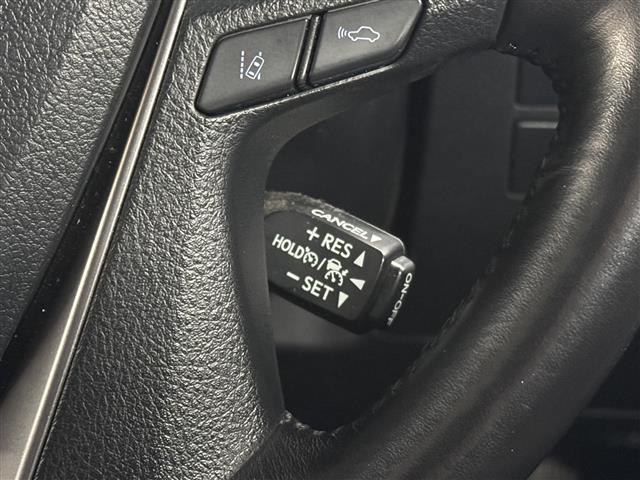 CANCEL
+ RES
HOLD /
− SET
ON-OFF